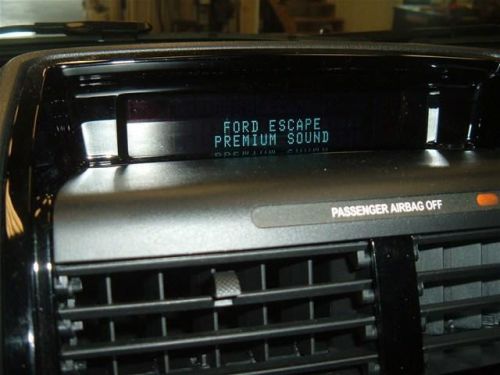 FORD ESCAPE
PREMIUM SOUND
PASSENGER AIRBAG OFF